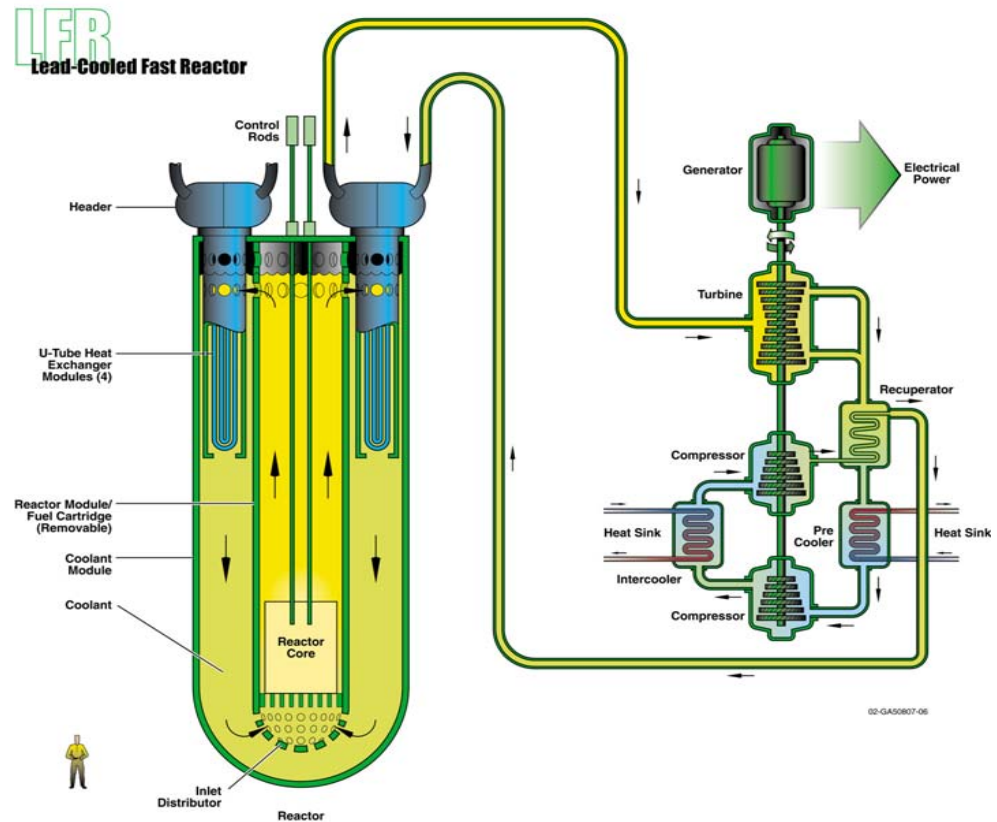 LFR
Lead-Cooled Fast Reactor
Control
Rods
Header
U-Tube Heat
Exchanger
Modules (4)
Reactor Module/
Fuel Cartridge
(Removable)
Coolant
Module
Coolant
Reactor
Core
Inlet
Distributor
Reactor
Generator
Electrical
Power
Turbine
Recuperator
Compressor
Heat Sink
Pre
Cooler
Heat Sink
Intercooler
Compressor
02-GA50807-06